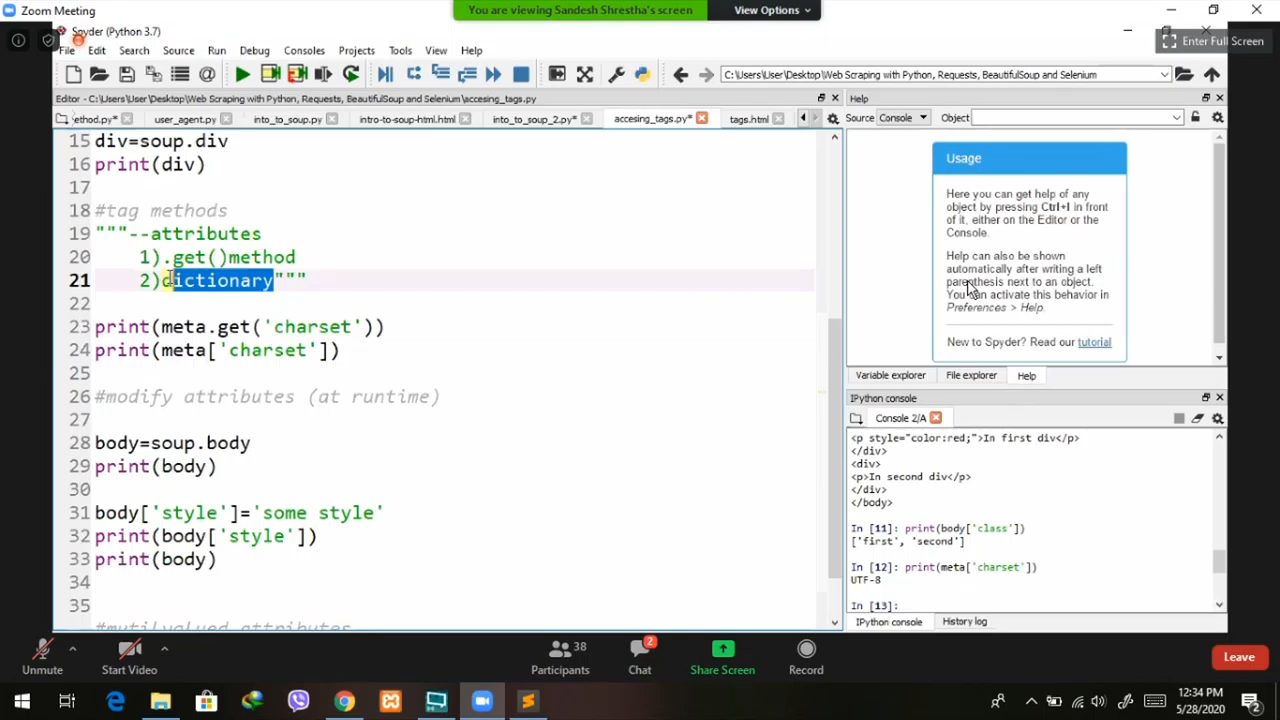 Zoom Meeting
You are viewing Sandesh Shrestha's screen
View Options
Spyder (Python 3.7)
Enter Full Screen
File Edit Search Source Run Debug Consoles Projects Tools View Help
C:\Users\User\Desktop\Web Scraping with Python, Requests, BeautifulSoup and Selenium
Editor - C:\Users\User\Desktop\Web Scraping with Python, Requests, BeautifulSoup and Selenium\accesing_tags.py
ethod.py* user_agent.py into_to_soup.py intro-to-soup-html.html into_to_soup_2.py* accesing_tags.py* tags.html
15 div=soup.div
16 print(div)
17
18 #tag methods
19 """--attributes
20 1).get()method
21 2)dictionary"""
22
23 print(meta.get('charset'))
24 print(meta['charset'])
25
26 #modify attributes (at runtime)
27
28 body=soup.body
29 print(body)
30
31 body['style']='some style'
32 print(body['style'])
33 print(body)
34
35
#mutilvalued attributes
Help
Source Console Object
Usage
Here you can get help of any
object by pressing Ctrl+I in front
of it, either on the Editor or the
Console.
Help can also be shown
automatically after writing a left
parenthesis next to an object.
You can activate this behavior in
Preferences > Help.
New to Spyder? Read our tutorial
Variable explorer File explorer Help
IPython console
Console 2/A
<p style="color:red;">In first div</p>
</div>
<div>
<p>In second div</p>
</div>
</body>
In [11]: print(body['class'])
['first', 'second']
In [12]: print(meta['charset'])
UTF-8
In [13]:
IPython console History log
Unmute Start Video Participants 38 Chat 2 Share Screen Record Leave
12:34 PM
5/28/2020
2